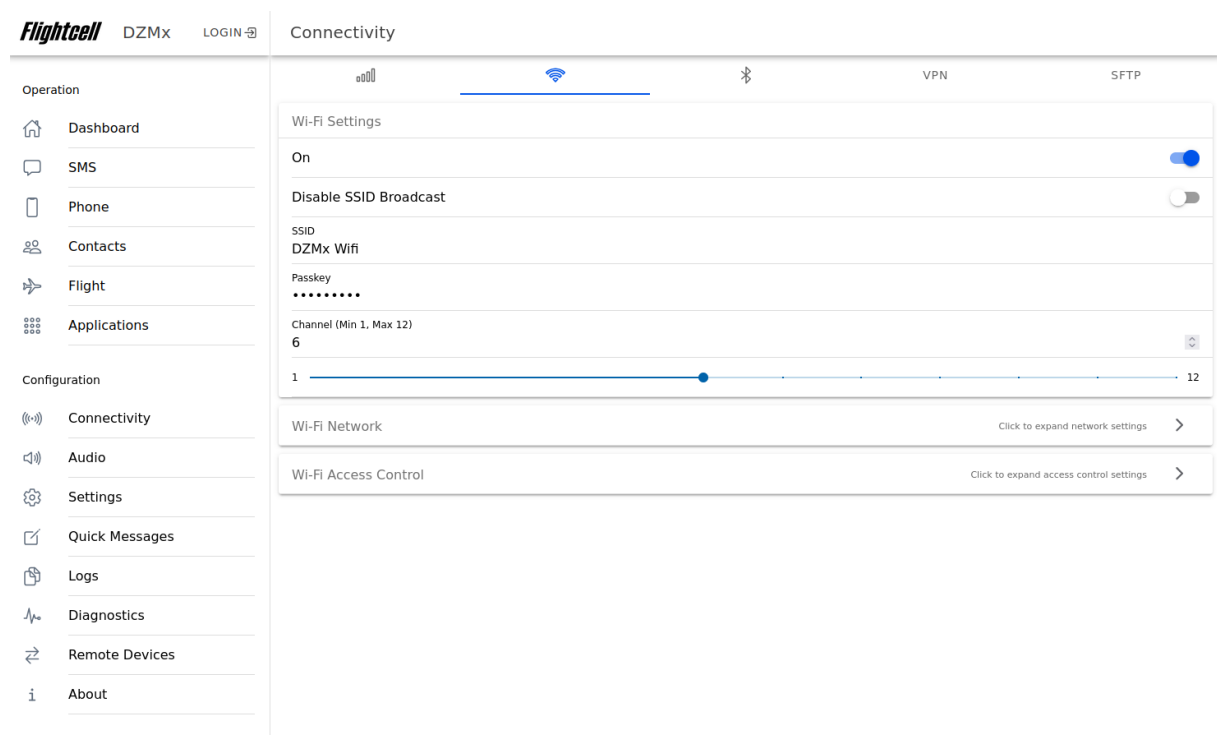 Flightcell DZMx LOGIN
Connectivity
VPN SFTP
Operation
Dashboard
SMS
Phone
Contacts
Flight
Applications
Configuration
Connectivity
Audio
Settings
Quick Messages
Logs
Diagnostics
Remote Devices
About
Wi-Fi Settings
On
Disable SSID Broadcast
SSID
DZMx Wifi
Passkey
•••••••••
Channel (Min 1, Max 12)
6
1 12
Wi-Fi Network Click to expand network settings
Wi-Fi Access Control Click to expand access control settings